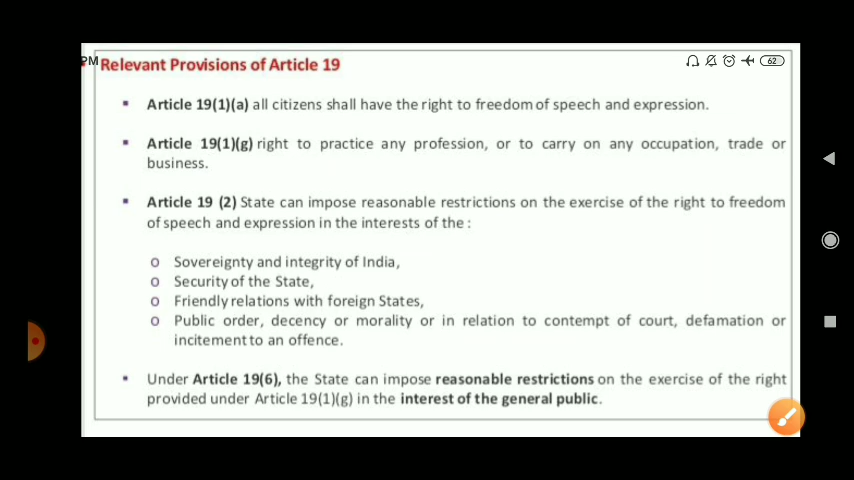 PM
62
Relevant Provisions of Article 19
▪ Article 19(1)(a) all citizens shall have the right to freedom of speech and expression.
▪ Article 19(1)(g) right to practice any profession, or to carry on any occupation, trade or
business.
▪ Article 19 (2) State can impose reasonable restrictions on the exercise of the right to freedom
of speech and expression in the interests of the :
o Sovereignty and integrity of India,
o Security of the State,
o Friendly relations with foreign States,
o Public order, decency or morality or in relation to contempt of court, defamation or
incitement to an offence.
▪ Under Article 19(6), the State can impose reasonable restrictions on the exercise of the right
provided under Article 19(1)(g) in the interest of the general public.